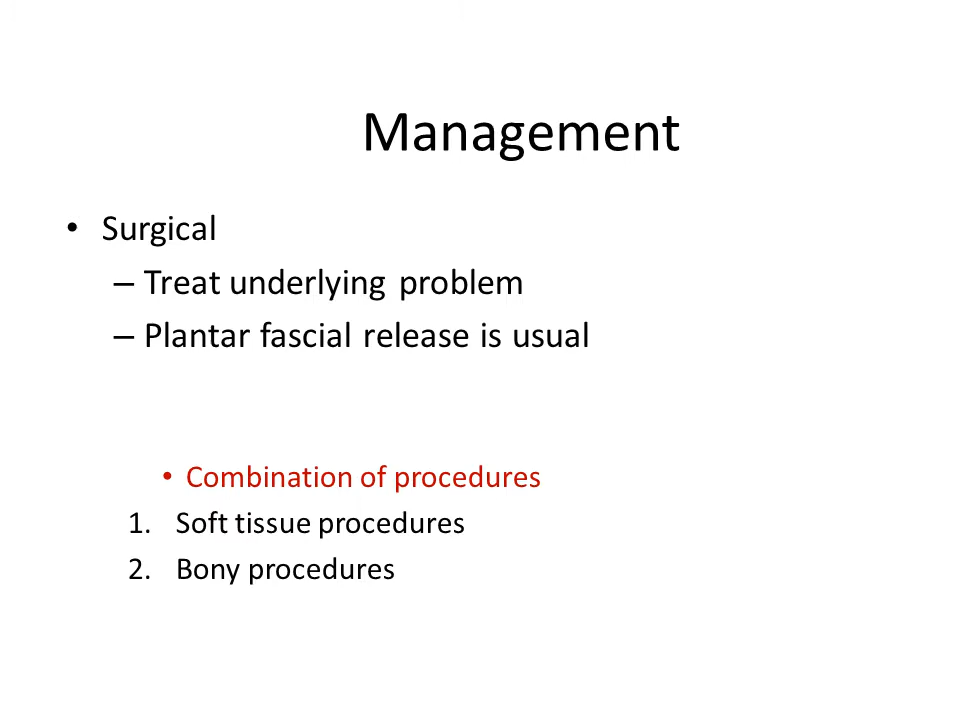 Management
• Surgical
– Treat underlying problem
– Plantar fascial release is usual
• Combination of procedures
1. Soft tissue procedures
2. Bony procedures